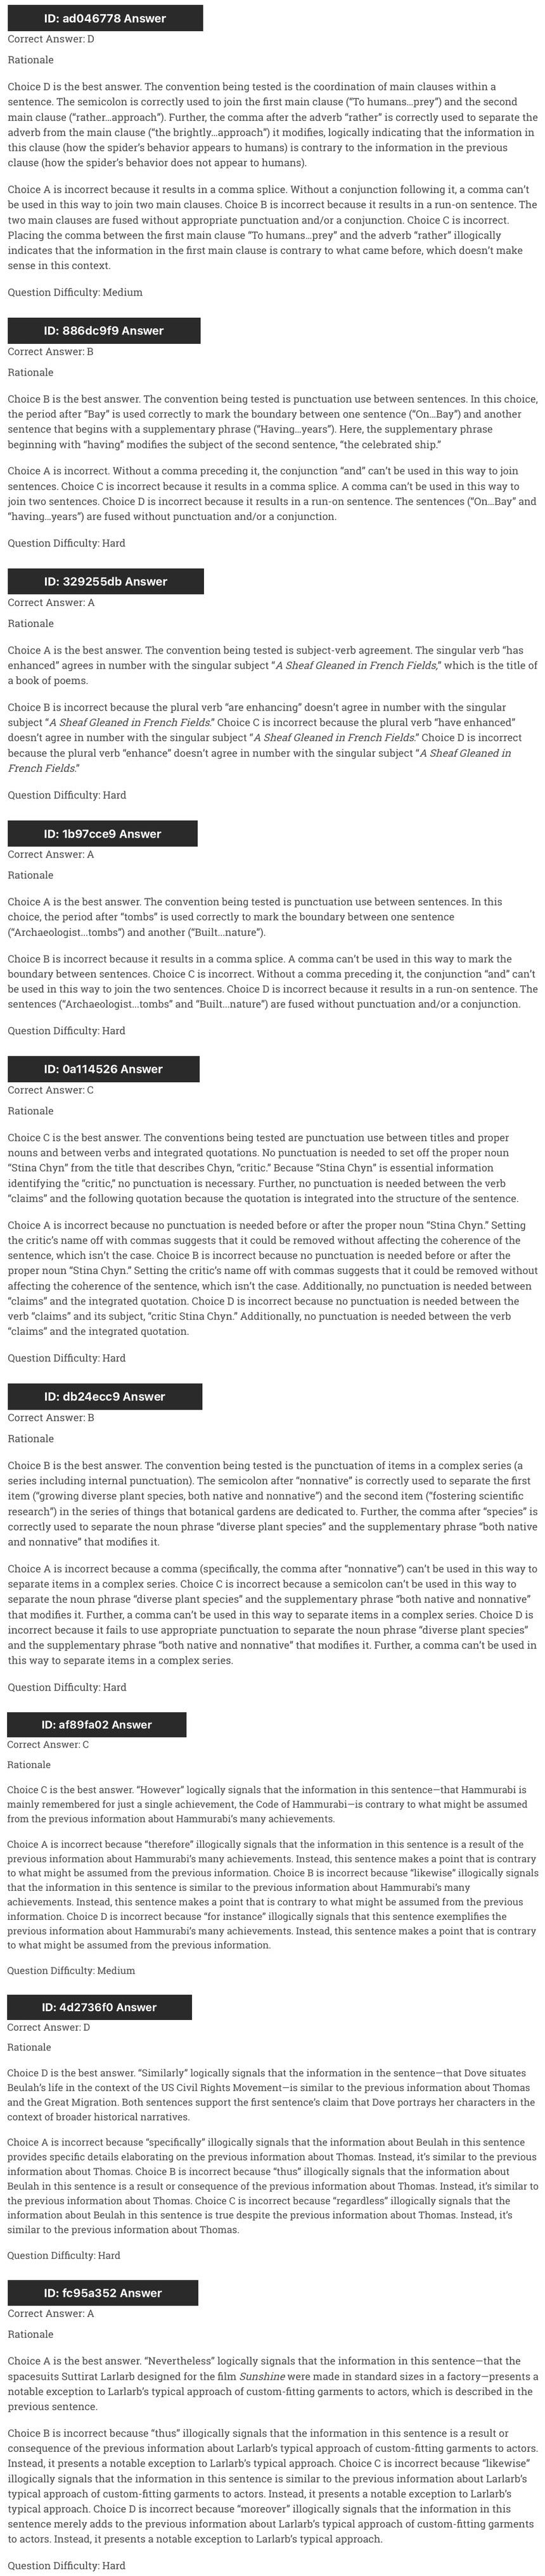 ID: ad046778 Answer
Correct Answer: D
Rationale
Choice D is the best answer. The convention being tested is the coordination of main clauses within a
sentence. The semicolon is correctly used to join the first main clause (“To humans…prey”) and the second
main clause (“rather…approach”). Further, the comma after the adverb “rather” is correctly used to separate the
adverb from the main clause (“the brightly…approach”) it modifies, logically indicating that the information in
this clause (how the spider’s behavior appears to humans) is contrary to the information in the previous
clause (how the spider’s behavior does not appear to humans).
Choice A is incorrect because it results in a comma splice. Without a conjunction following it, a comma can’t
be used in this way to join two main clauses. Choice B is incorrect because it results in a run-on sentence. The
two main clauses are fused without appropriate punctuation and/or a conjunction. Choice C is incorrect.
Placing the comma between the first main clause “To humans…prey” and the adverb “rather” illogically
indicates that the information in the first main clause is contrary to what came before, which doesn’t make
sense in this context.
Question Difficulty: Medium
ID: 886dc9f9 Answer
Correct Answer: B
Rationale
Choice B is the best answer. The convention being tested is punctuation use between sentences. In this choice,
the period after “Bay” is used correctly to mark the boundary between one sentence (“On…Bay”) and another
sentence that begins with a supplementary phrase (“Having…years”). Here, the supplementary phrase
beginning with “having” modifies the subject of the second sentence, “the celebrated ship.”
Choice A is incorrect. Without a comma preceding it, the conjunction “and” can’t be used in this way to join
sentences. Choice C is incorrect because it results in a comma splice. A comma can’t be used in this way to
join two sentences. Choice D is incorrect because it results in a run-on sentence. The sentences (“On…Bay” and
“having…years”) are fused without punctuation and/or a conjunction.
Question Difficulty: Hard
ID: 329255db Answer
Correct Answer: A
Rationale
Choice A is the best answer. The convention being tested is subject-verb agreement. The singular verb “has
enhanced” agrees in number with the singular subject “A Sheaf Gleaned in French Fields,” which is the title of
a book of poems.
Choice B is incorrect because the plural verb “are enhancing” doesn’t agree in number with the singular
subject “A Sheaf Gleaned in French Fields.” Choice C is incorrect because the plural verb “have enhanced”
doesn’t agree in number with the singular subject “A Sheaf Gleaned in French Fields.” Choice D is incorrect
because the plural verb “enhance” doesn’t agree in number with the singular subject “A Sheaf Gleaned in
French Fields.”
Question Difficulty: Hard
ID: 1b97cce9 Answer
Correct Answer: A
Rationale
Choice A is the best answer. The convention being tested is punctuation use between sentences. In this
choice, the period after “tombs” is used correctly to mark the boundary between one sentence
(“Archaeologist...tombs”) and another (“Built...nature”).
Choice B is incorrect because it results in a comma splice. A comma can’t be used in this way to mark the
boundary between sentences. Choice C is incorrect. Without a comma preceding it, the conjunction “and” can’t
be used in this way to join the two sentences. Choice D is incorrect because it results in a run-on sentence. The
sentences (“Archaeologist...tombs” and “Built...nature”) are fused without punctuation and/or a conjunction.
Question Difficulty: Hard
ID: 0a114526 Answer
Correct Answer: C
Rationale
Choice C is the best answer. The conventions being tested are punctuation use between titles and proper
nouns and between verbs and integrated quotations. No punctuation is needed to set off the proper noun
“Stina Chyn” from the title that describes Chyn, “critic.” Because “Stina Chyn” is essential information
identifying the “critic,” no punctuation is necessary. Further, no punctuation is needed between the verb
“claims” and the following quotation because the quotation is integrated into the structure of the sentence.
Choice A is incorrect because no punctuation is needed before or after the proper noun “Stina Chyn.” Setting
the critic’s name off with commas suggests that it could be removed without affecting the coherence of the
sentence, which isn’t the case. Choice B is incorrect because no punctuation is needed before or after the
proper noun “Stina Chyn.” Setting the critic’s name off with commas suggests that it could be removed without
affecting the coherence of the sentence, which isn’t the case. Additionally, no punctuation is needed between
“claims” and the integrated quotation. Choice D is incorrect because no punctuation is needed between the
verb “claims” and its subject, “critic Stina Chyn.” Additionally, no punctuation is needed between the verb
“claims” and the integrated quotation.
Question Difficulty: Hard
ID: db24ecc9 Answer
Correct Answer: B
Rationale
Choice B is the best answer. The convention being tested is the punctuation of items in a complex series (a
series including internal punctuation). The semicolon after “nonnative” is correctly used to separate the first
item (“growing diverse plant species, both native and nonnative”) and the second item (“fostering scientific
research”) in the series of things that botanical gardens are dedicated to. Further, the comma after “species” is
correctly used to separate the noun phrase “diverse plant species” and the supplementary phrase “both native
and nonnative” that modifies it.
Choice A is incorrect because a comma (specifically, the comma after “nonnative”) can’t be used in this way to
separate items in a complex series. Choice C is incorrect because a semicolon can’t be used in this way to
separate the noun phrase “diverse plant species” and the supplementary phrase “both native and nonnative”
that modifies it. Further, a comma can’t be used in this way to separate items in a complex series. Choice D is
incorrect because it fails to use appropriate punctuation to separate the noun phrase “diverse plant species”
and the supplementary phrase “both native and nonnative” that modifies it. Further, a comma can’t be used in
this way to separate items in a complex series.
Question Difficulty: Hard
ID: af89fa02 Answer
Correct Answer: C
Rationale
Choice C is the best answer. “However” logically signals that the information in this sentence—that Hammurabi is
mainly remembered for just a single achievement, the Code of Hammurabi—is contrary to what might be assumed
from the previous information about Hammurabi’s many achievements.
Choice A is incorrect because “therefore” illogically signals that the information in this sentence is a result of the
previous information about Hammurabi’s many achievements. Instead, this sentence makes a point that is contrary
to what might be assumed from the previous information. Choice B is incorrect because “likewise” illogically signals
that the information in this sentence is similar to the previous information about Hammurabi’s many
achievements. Instead, this sentence makes a point that is contrary to what might be assumed from the previous
information. Choice D is incorrect because “for instance” illogically signals that this sentence exemplifies the
previous information about Hammurabi’s many achievements. Instead, this sentence makes a point that is contrary
to what might be assumed from the previous information.
Question Difficulty: Medium
ID: 4d2736f0 Answer
Correct Answer: D
Rationale
Choice D is the best answer. “Similarly” logically signals that the information in the sentence—that Dove situates
Beulah’s life in the context of the US Civil Rights Movement—is similar to the previous information about Thomas
and the Great Migration. Both sentences support the first sentence’s claim that Dove portrays her characters in the
context of broader historical narratives.
Choice A is incorrect because “specifically” illogically signals that the information about Beulah in this sentence
provides specific details elaborating on the previous information about Thomas. Instead, it’s similar to the previous
information about Thomas. Choice B is incorrect because “thus” illogically signals that the information about
Beulah in this sentence is a result or consequence of the previous information about Thomas. Instead, it’s similar to
the previous information about Thomas. Choice C is incorrect because “regardless” illogically signals that the
information about Beulah in this sentence is true despite the previous information about Thomas. Instead, it’s
similar to the previous information about Thomas.
Question Difficulty: Hard
ID: fc95a352 Answer
Correct Answer: A
Rationale
Choice A is the best answer. “Nevertheless” logically signals that the information in this sentence—that the
spacesuits Suttirat Larlarb designed for the film Sunshine were made in standard sizes in a factory—presents a
notable exception to Larlarb’s typical approach of custom-fitting garments to actors, which is described in the
previous sentence.
Choice B is incorrect because “thus” illogically signals that the information in this sentence is a result or
consequence of the previous information about Larlarb’s typical approach of custom-fitting garments to actors.
Instead, it presents a notable exception to Larlarb’s typical approach. Choice C is incorrect because “likewise”
illogically signals that the information in this sentence is similar to the previous information about Larlarb’s
typical approach of custom-fitting garments to actors. Instead, it presents a notable exception to Larlarb’s
typical approach. Choice D is incorrect because “moreover” illogically signals that the information in this
sentence merely adds to the previous information about Larlarb’s typical approach of custom-fitting garments
to actors. Instead, it presents a notable exception to Larlarb’s typical approach.
Question Difficulty: Hard